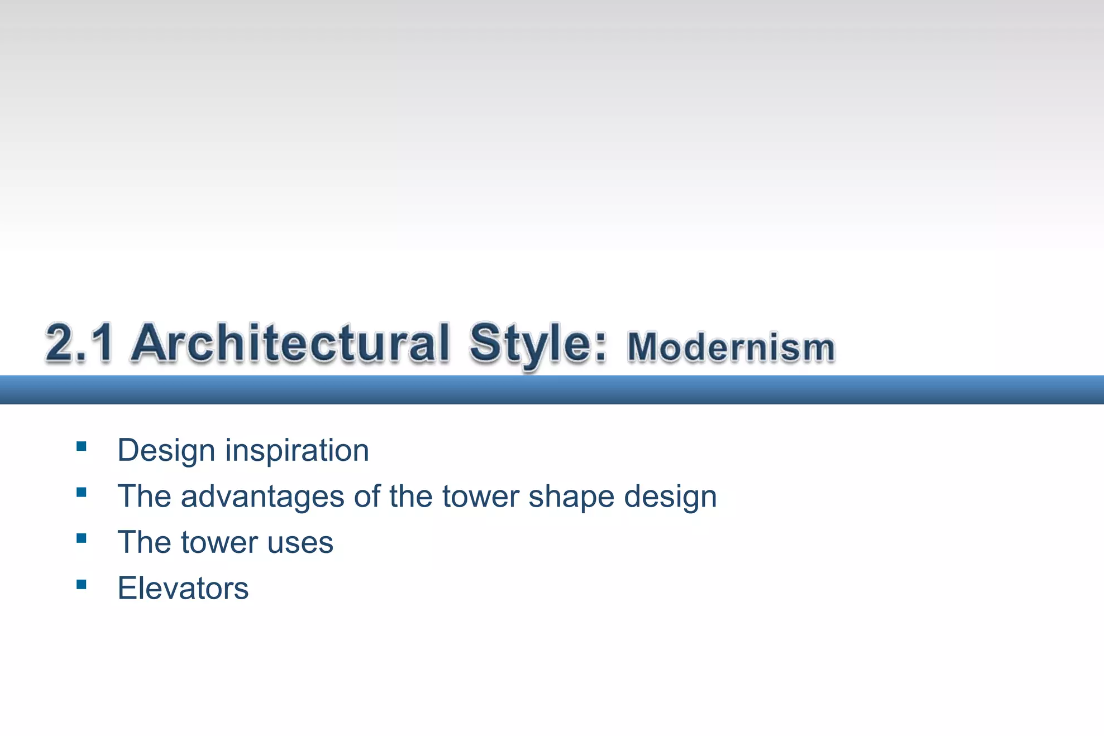 2.1 Architectural Style: Modernism
▪ Design inspiration
▪ The advantages of the tower shape design
▪ The tower uses
▪ Elevators